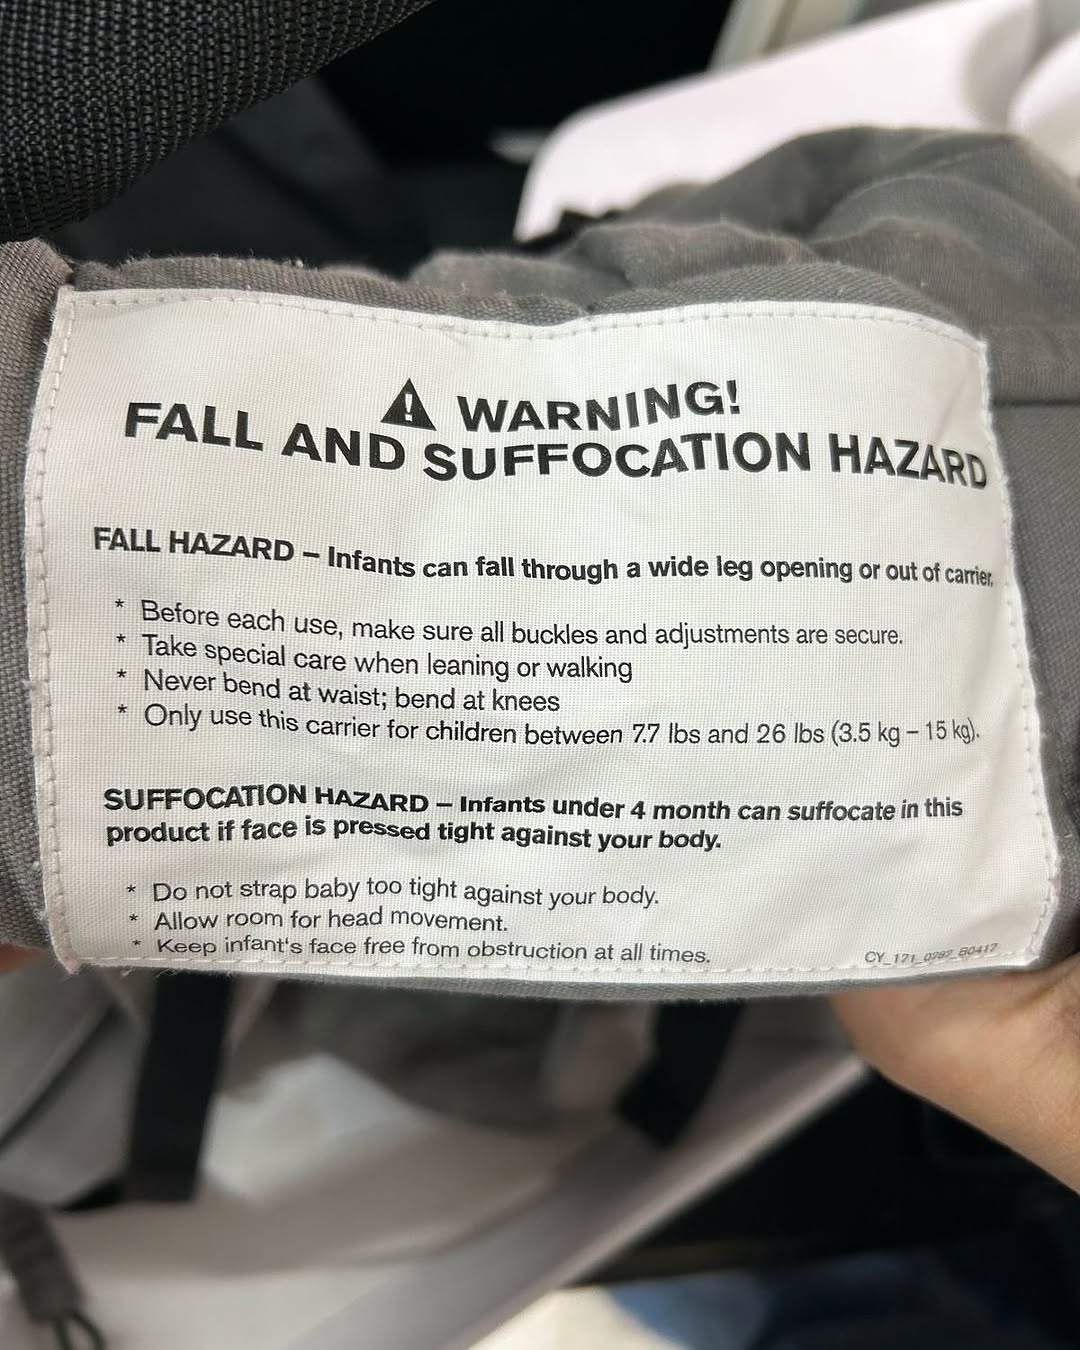 WARNING!
FALL AND SUFFOCATION HAZARD
FALL HAZARD – Infants can fall through a wide leg opening or out of carrier.
* Before each use, make sure all buckles and adjustments are secure.
* Take special care when leaning or walking
* Never bend at waist; bend at knees
* Only use this carrier for children between 7.7 lbs and 26 lbs (3.5 kg – 15 kg).
SUFFOCATION HAZARD – Infants under 4 month can suffocate in this
product if face is pressed tight against your body.
* Do not strap baby too tight against your body.
* Allow room for head movement.
* Keep infant's face free from obstruction at all times.